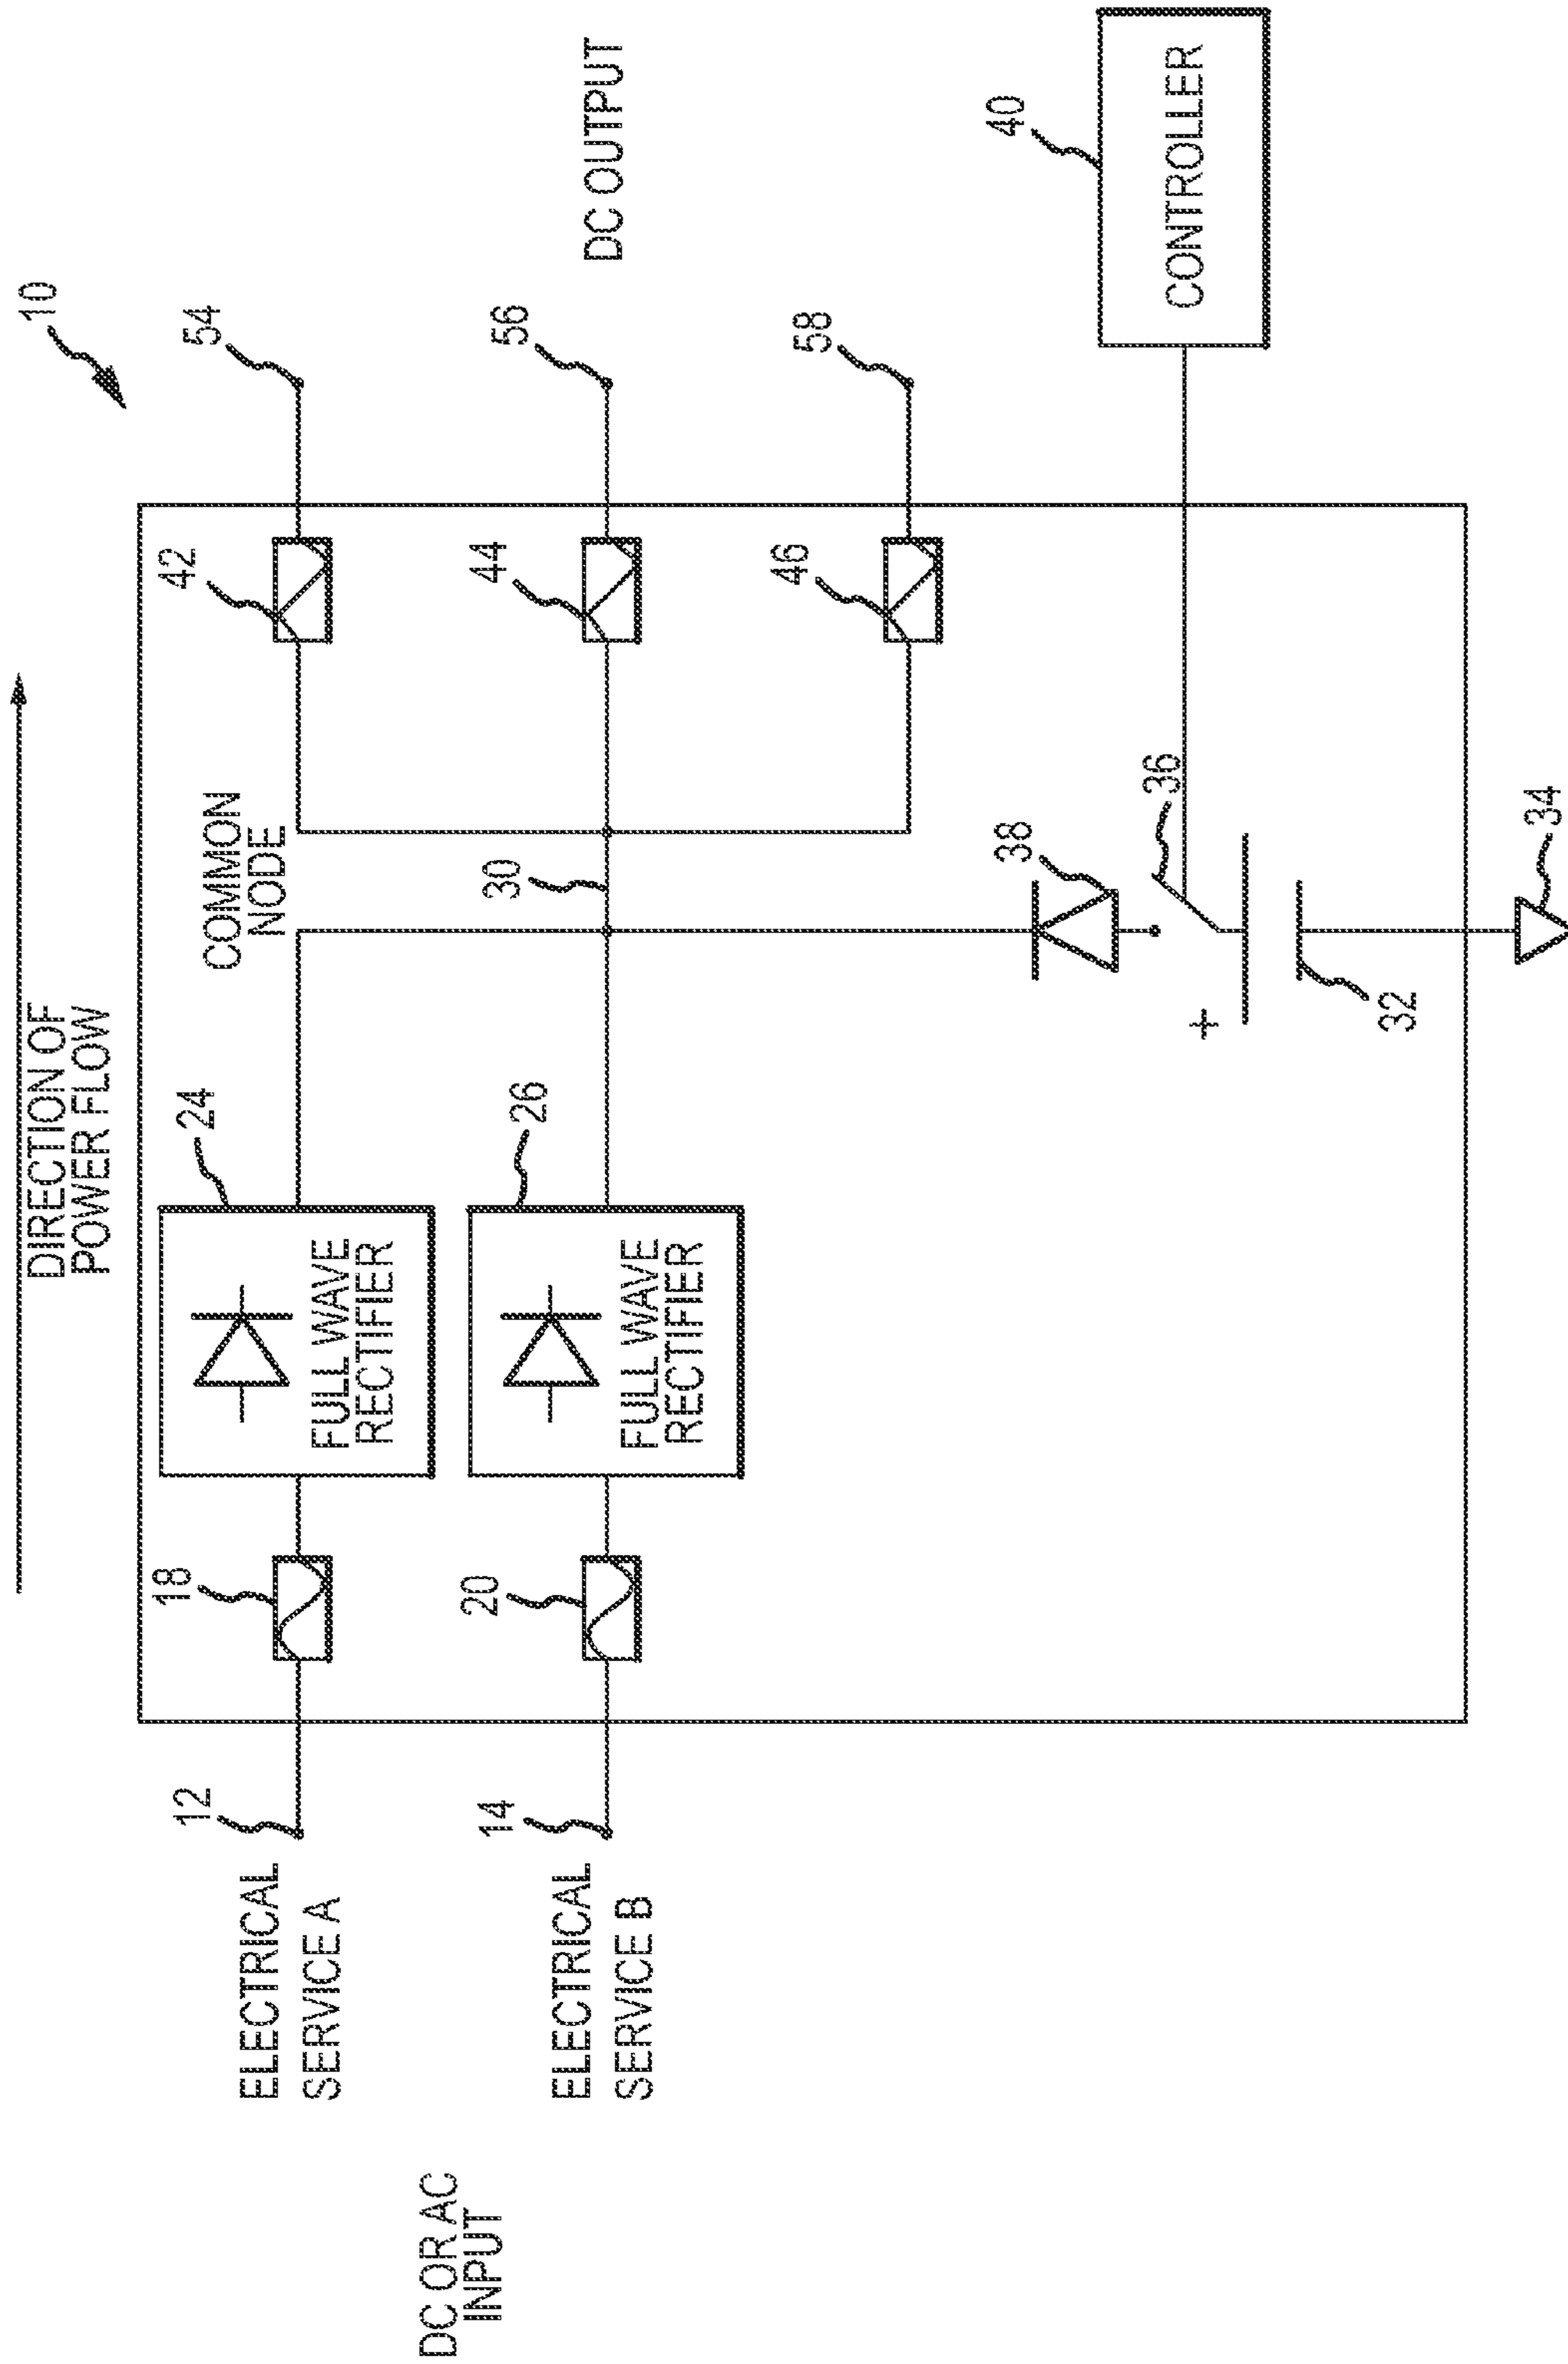 DIRECTION OF
POWER FLOW
10
COMMON
NODE
24
FULL WAVE
RECTIFIER
18
12
ELECTRICAL
SERVICE A
42
54
26
FULL WAVE
RECTIFIER
20
14
ELECTRICAL
SERVICE B
30
44
56
DC OUTPUT
DC OR AC
INPUT
46
58
38
36
+
32
34
40
CONTROLLER